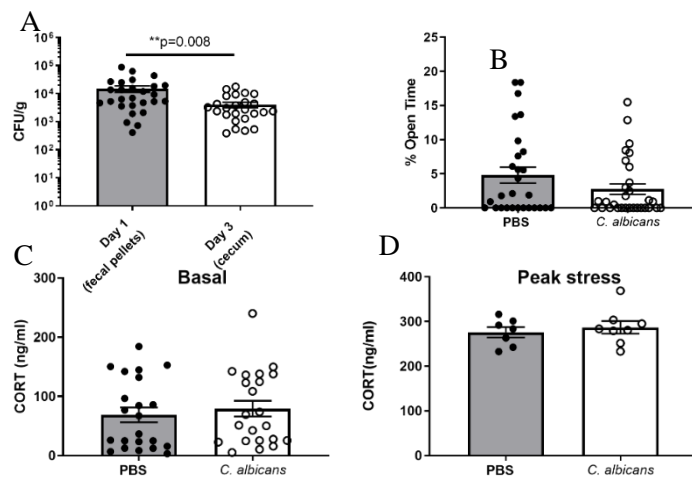 A
**p=0.008
10⁶
10⁵
10⁴
10³
10²
10¹
10⁰
CFU/g
Day 1
(fecal pellets)
Day 3
(cecum)
B
25
20
15
10
5
0
% Open Time
PBS
C. albicans
C
Basal
300
200
100
0
CORT (ng/ml)
PBS
C. albicans
D
Peak stress
400
300
200
100
0
CORT(ng/ml)
PBS
C. albicans